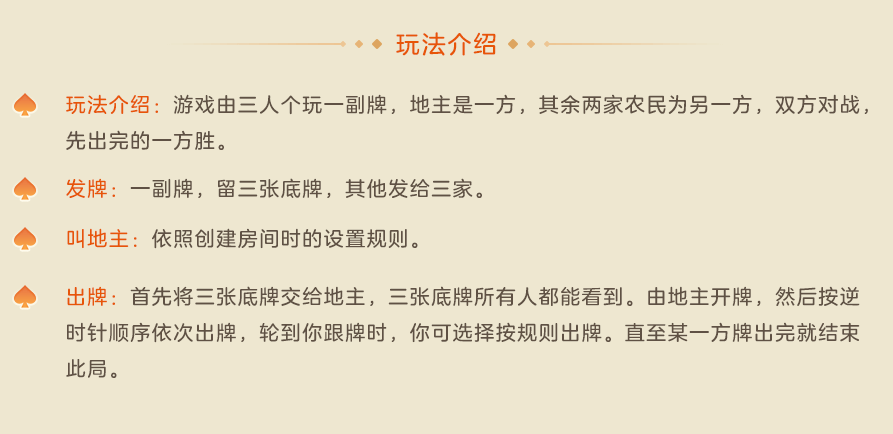 玩法介绍
玩法介绍：游戏由三人个玩一副牌，地主是一方，其余两家农民为另一方，双方对战，
先出完的一方胜。
发牌：一副牌，留三张底牌，其他发给三家。
叫地主：依照创建房间时的设置规则。
出牌：首先将三张底牌交给地主，三张底牌所有人都能看到。由地主开牌，然后按逆
时针顺序依次出牌，轮到你跟牌时，你可选择按规则出牌。直至某一方牌出完就结束
此局。